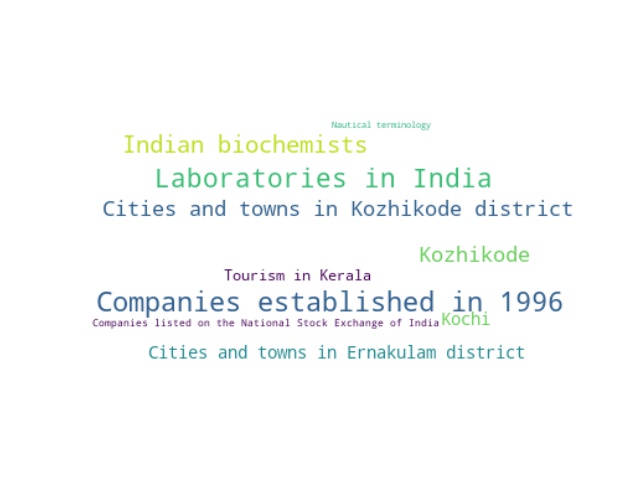 Nautical terminology
Indian biochemists
Laboratories in India
Cities and towns in Kozhikode district
Kozhikode
Tourism in Kerala
Companies established in 1996
Kochi
Companies listed on the National Stock Exchange of India
Cities and towns in Ernakulam district